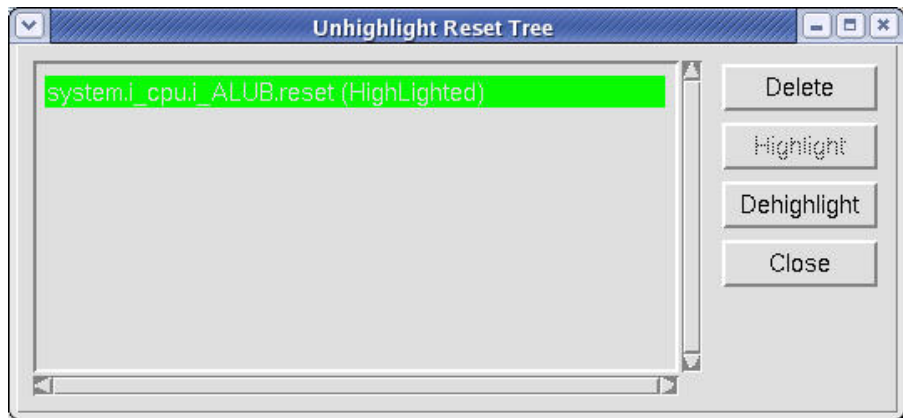 Unhighlight Reset Tree
system.i_cpu.i_ALUB.reset (HighLighted)
Delete
Highlight
Dehighlight
Close